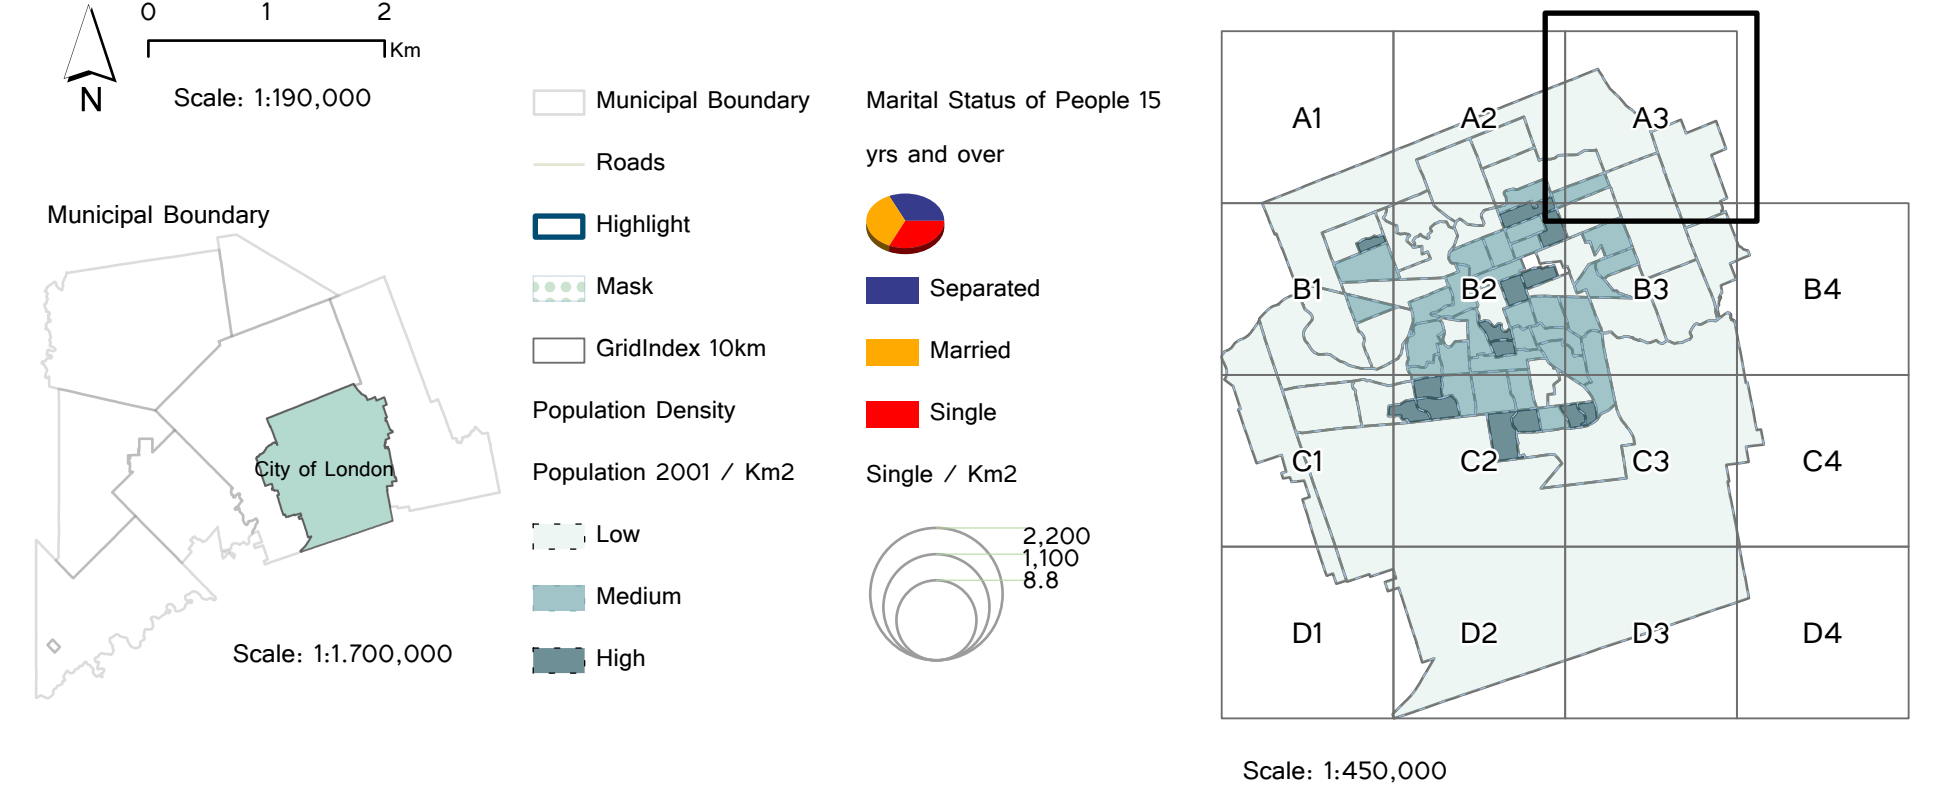 0 1 2
Km
N
Scale: 1:190,000
Municipal Boundary
City of London
Scale: 1:1.700,000
Municipal Boundary
Roads
Highlight
Mask
GridIndex 10km
Population Density
Population 2001 / Km2
Low
Medium
High
Marital Status of People 15
yrs and over
Separated
Married
Single
Single / Km2
2,200
1,100
8.8
A1 A2 A3
B1 B2 B3 B4
C1 C2 C3 C4
D1 D2 D3 D4
Scale: 1:450,000